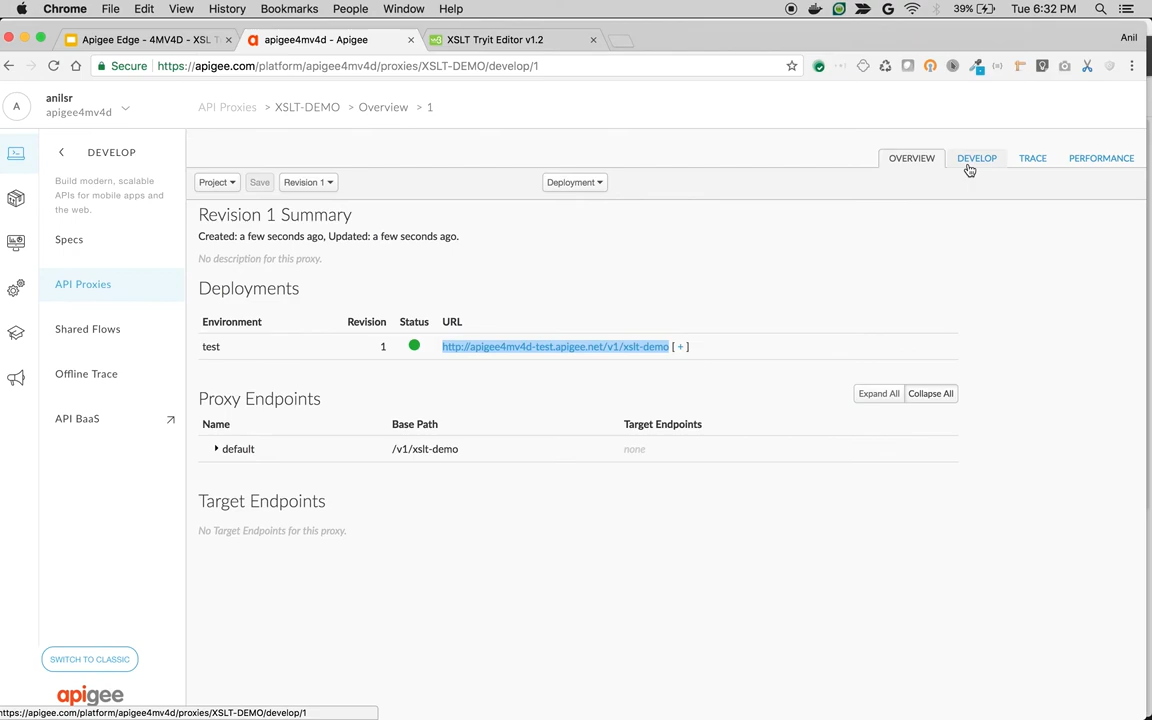 Chrome File Edit View History Bookmarks People Window Help 39% Tue 6:32 PM
Apigee Edge - 4MV4D - XSL T × apigee4mv4d - Apigee × XSLT Tryit Editor v1.2 × Anil
Secure https://apigee.com/platform/apigee4mv4d/proxies/XSLT-DEMO/develop/1
A anilsr
apigee4mv4d
API Proxies > XSLT-DEMO > Overview > 1
DEVELOP
Build modern, scalable
APIs for mobile apps and
the web.
Specs
API Proxies
Shared Flows
Offline Trace
API BaaS
SWITCH TO CLASSIC
apigee
OVERVIEW DEVELOP TRACE PERFORMANCE
Project Save Revision 1 Deployment
Revision 1 Summary
Created: a few seconds ago, Updated: a few seconds ago.
No description for this proxy.
Deployments
Environment Revision Status URL
test 1 http://apigee4mv4d-test.apigee.net/v1/xslt-demo [ + ]
Proxy Endpoints Expand All Collapse All
Name Base Path Target Endpoints
default /v1/xslt-demo none
Target Endpoints
No Target Endpoints for this proxy.
https://apigee.com/platform/apigee4mv4d/proxies/XSLT-DEMO/develop/1